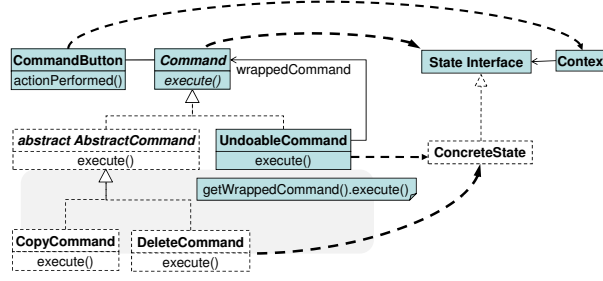 CommandButton
actionPerformed()
Command
execute()
wrappedCommand
State Interface
Contex
abstract AbstractCommand
execute()
UndoableCommand
execute()
ConcreteState
getWrappedCommand().execute()
CopyCommand
execute()
DeleteCommand
execute()